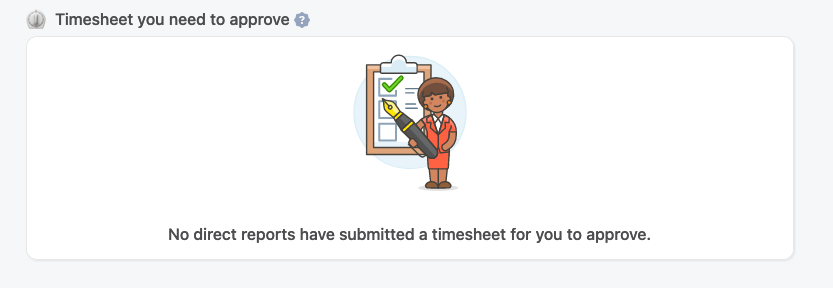 Timesheet you need to approve ?
No direct reports have submitted a timesheet for you to approve.